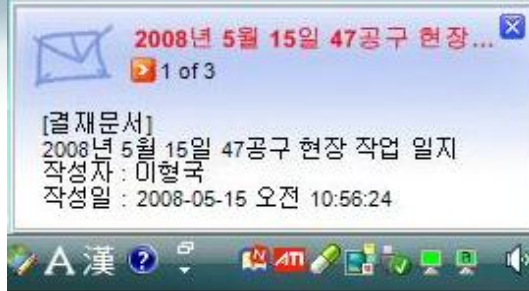 2008년 5월 15일 47공구 현장...
1 of 3
[결재문서]
2008년 5월 15일 47공구 현장 작업 일지
작성자 : 이형국
작성일 : 2008-05-15 오전 10:56:24
A 漢 ?
N ATI a